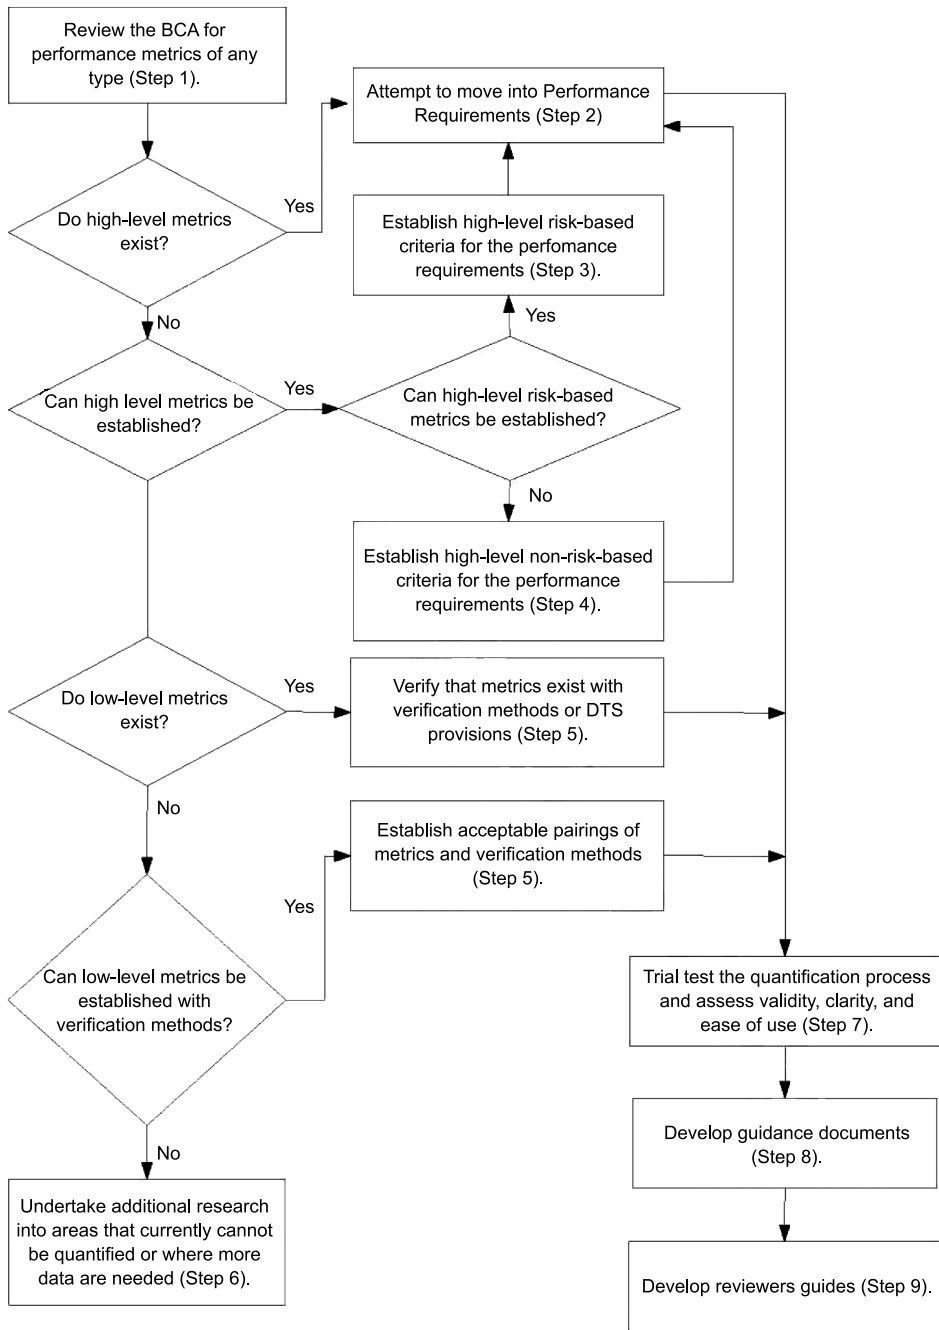 Review the BCA for
performance metrics of any
type (Step 1).
Attempt to move into Performance
Requirements (Step 2)
Do high-level metrics
exist?
Yes
Establish high-level risk-based
criteria for the perfomance
requirements (Step 3).
No
Yes
Can high level metrics be
established?
Yes
Can high-level risk-based
metrics be established?
No
Establish high-level non-risk-based
criteria for the performance
requirements (Step 4).
Do low-level metrics
exist?
Yes
Verify that metrics exist with
verification methods or DTS
provisions (Step 5).
No
Establish acceptable pairings of
metrics and verification methods
(Step 5).
Yes
Can low-level metrics be
established with
verification methods?
Trial test the quantification process
and assess validity, clarity, and
ease of use (Step 7).
Develop guidance documents
(Step 8).
No
Undertake additional research
into areas that currently cannot
be quantified or where more
data are needed (Step 6).
Develop reviewers guides (Step 9).